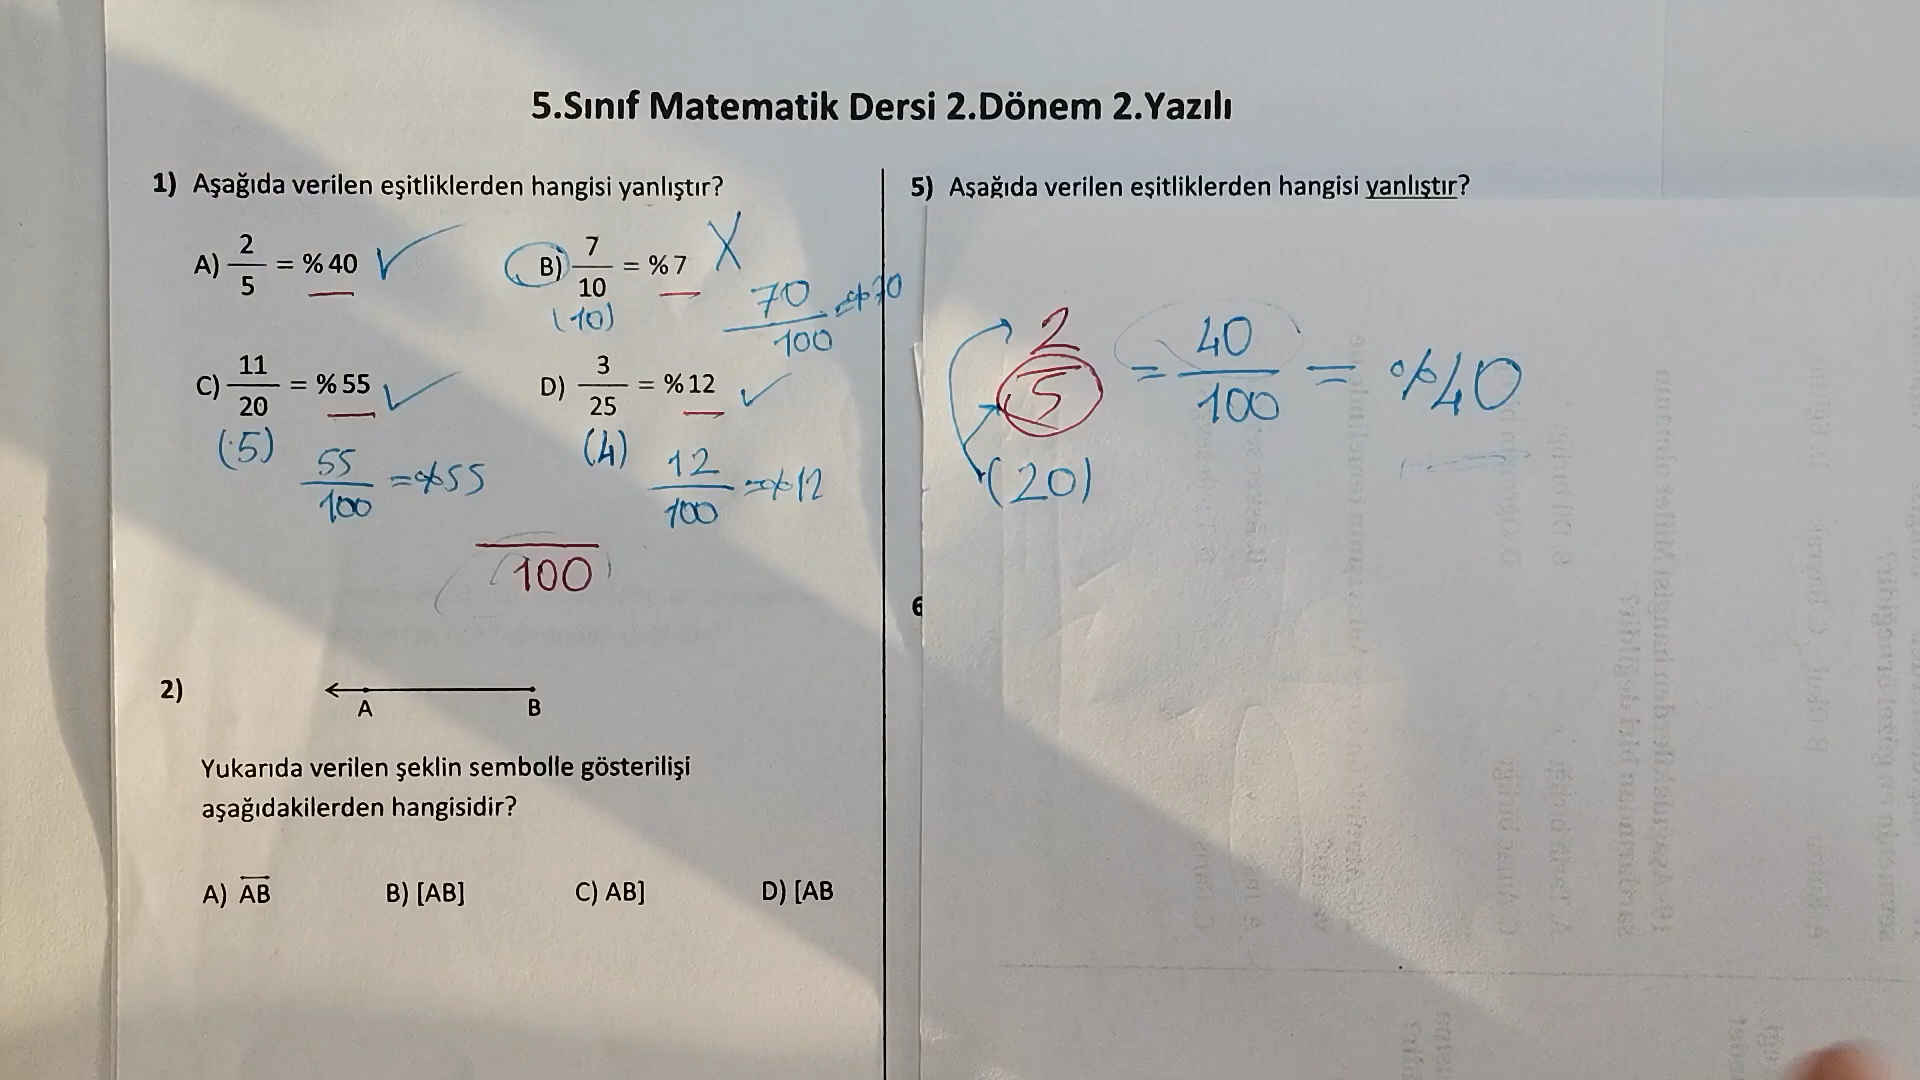 5.Sınıf Matematik Dersi 2.Dönem 2.Yazılı
1) Aşağıda verilen eşitliklerden hangisi yanlıştır?
A) 2/5 = %40 ✓
B) 7/10 = %7 X
(10)
70/100 = %70
C) 11/20 = %55 ✓
(5)
55/100 = %55
D) 3/25 = %12 ✓
(4)
12/100 = %12
100
2)
A B
Yukarıda verilen şeklin sembolle gösterilişi
aşağıdakilerden hangisidir?
A) AB B) [AB] C) AB] D) [AB
5) Aşağıda verilen eşitliklerden hangisi yanlıştır?
2/5 = 40/100 = %40
(20)
6